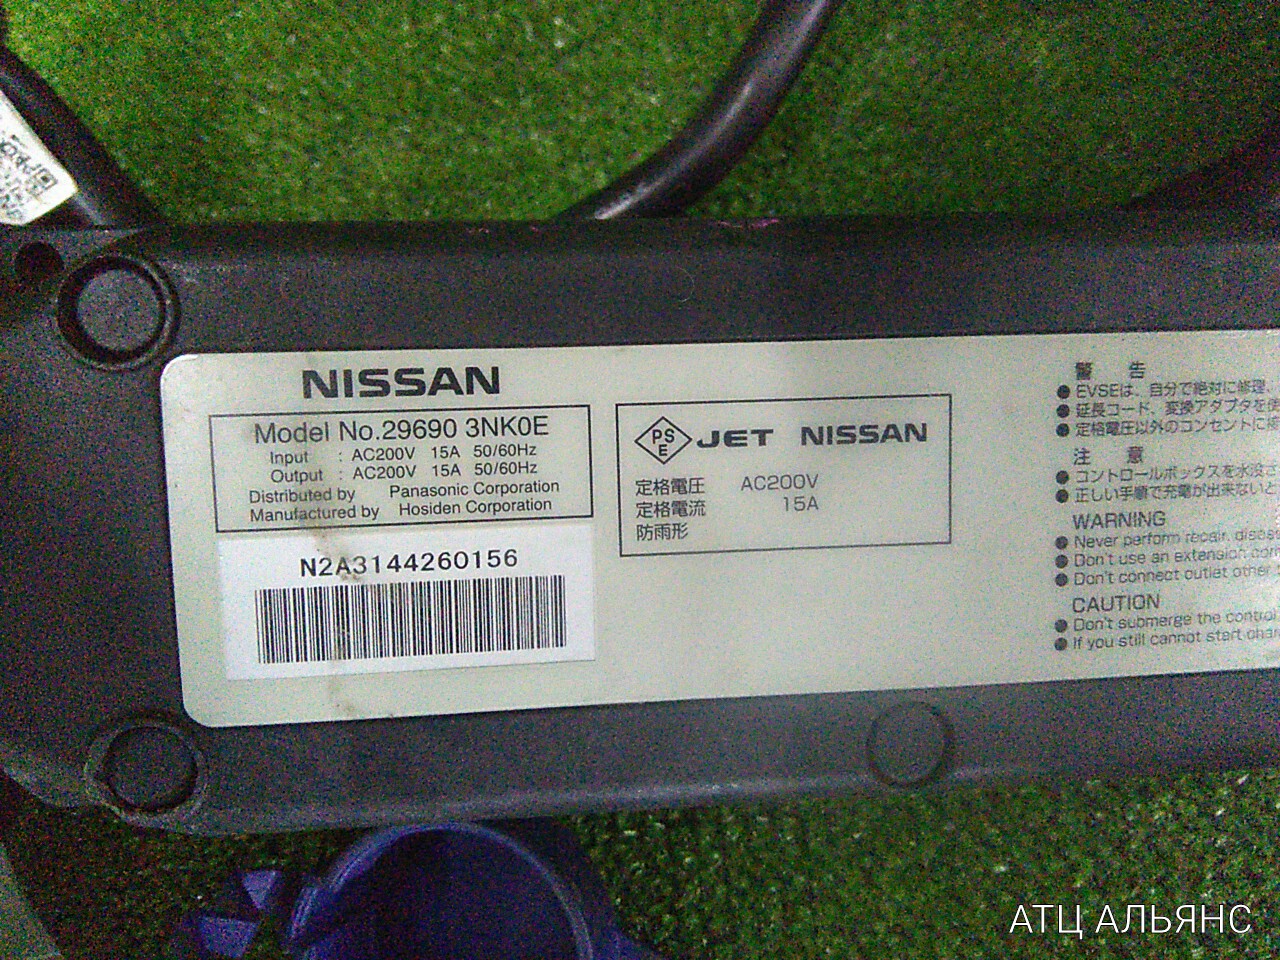 NISSAN
Model No.29690 3NK0E
Input : AC200V 15A 50/60Hz
Output : AC200V 15A 50/60Hz
Distributed by Panasonic Corporation
Manufactured by Hosiden Corporation
N2A3144260156
PS
E
JET NISSAN
定格電圧 AC200V
定格電流 15A
防雨形
警告
●EVSEは、自分で絶対に修理、
●延長コード、変換アダプタを使
●定格電圧以外のコンセントに接
注意
●コントロールボックスを水没さ
●正しい手順で充電が出来ないと
WARNING
●Never perform repair, disas
●Don't use an extension cor
●Don't connect outlet other
CAUTION
●Don't submerge the control
●If you still cannot start char
АТЦ АЛЬЯНС